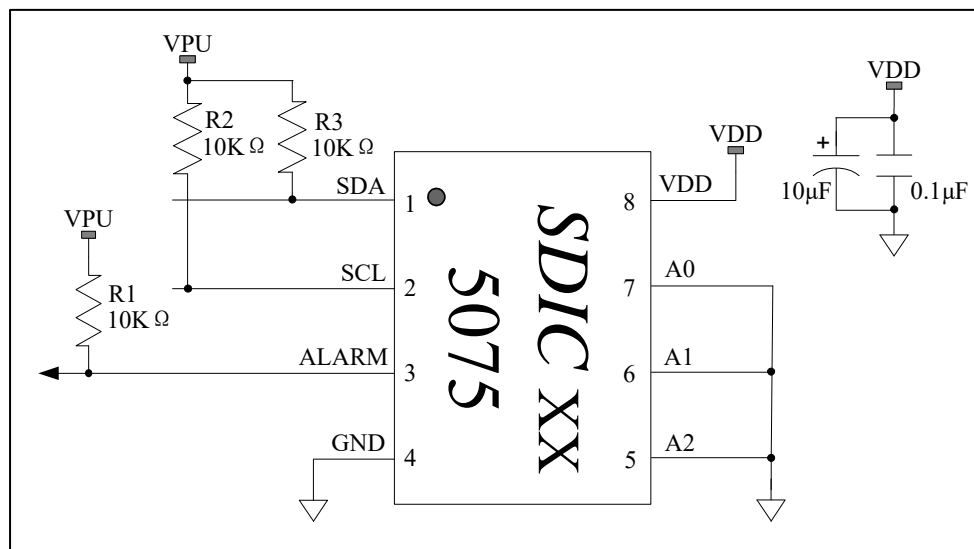 VPU
R2
10K Ω
R3
10K Ω
SDA
1
VPU
R1
10K Ω
SCL
2
ALARM
3
GND
4
SDIC XX
5075
VDD
VDD
8
A0
7
A1
6
A2
5
VDD
+
10µF
0.1µF